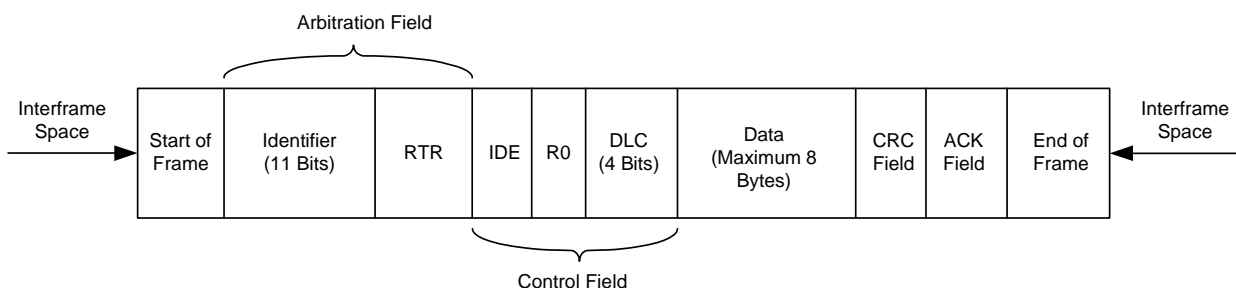 Arbitration Field
Interframe
Space
Start of
Frame
Identifier
(11 Bits)
RTR
IDE
R0
DLC
(4 Bits)
Data
(Maximum 8
Bytes)
CRC
Field
ACK
Field
End of
Frame
Interframe
Space
Control Field